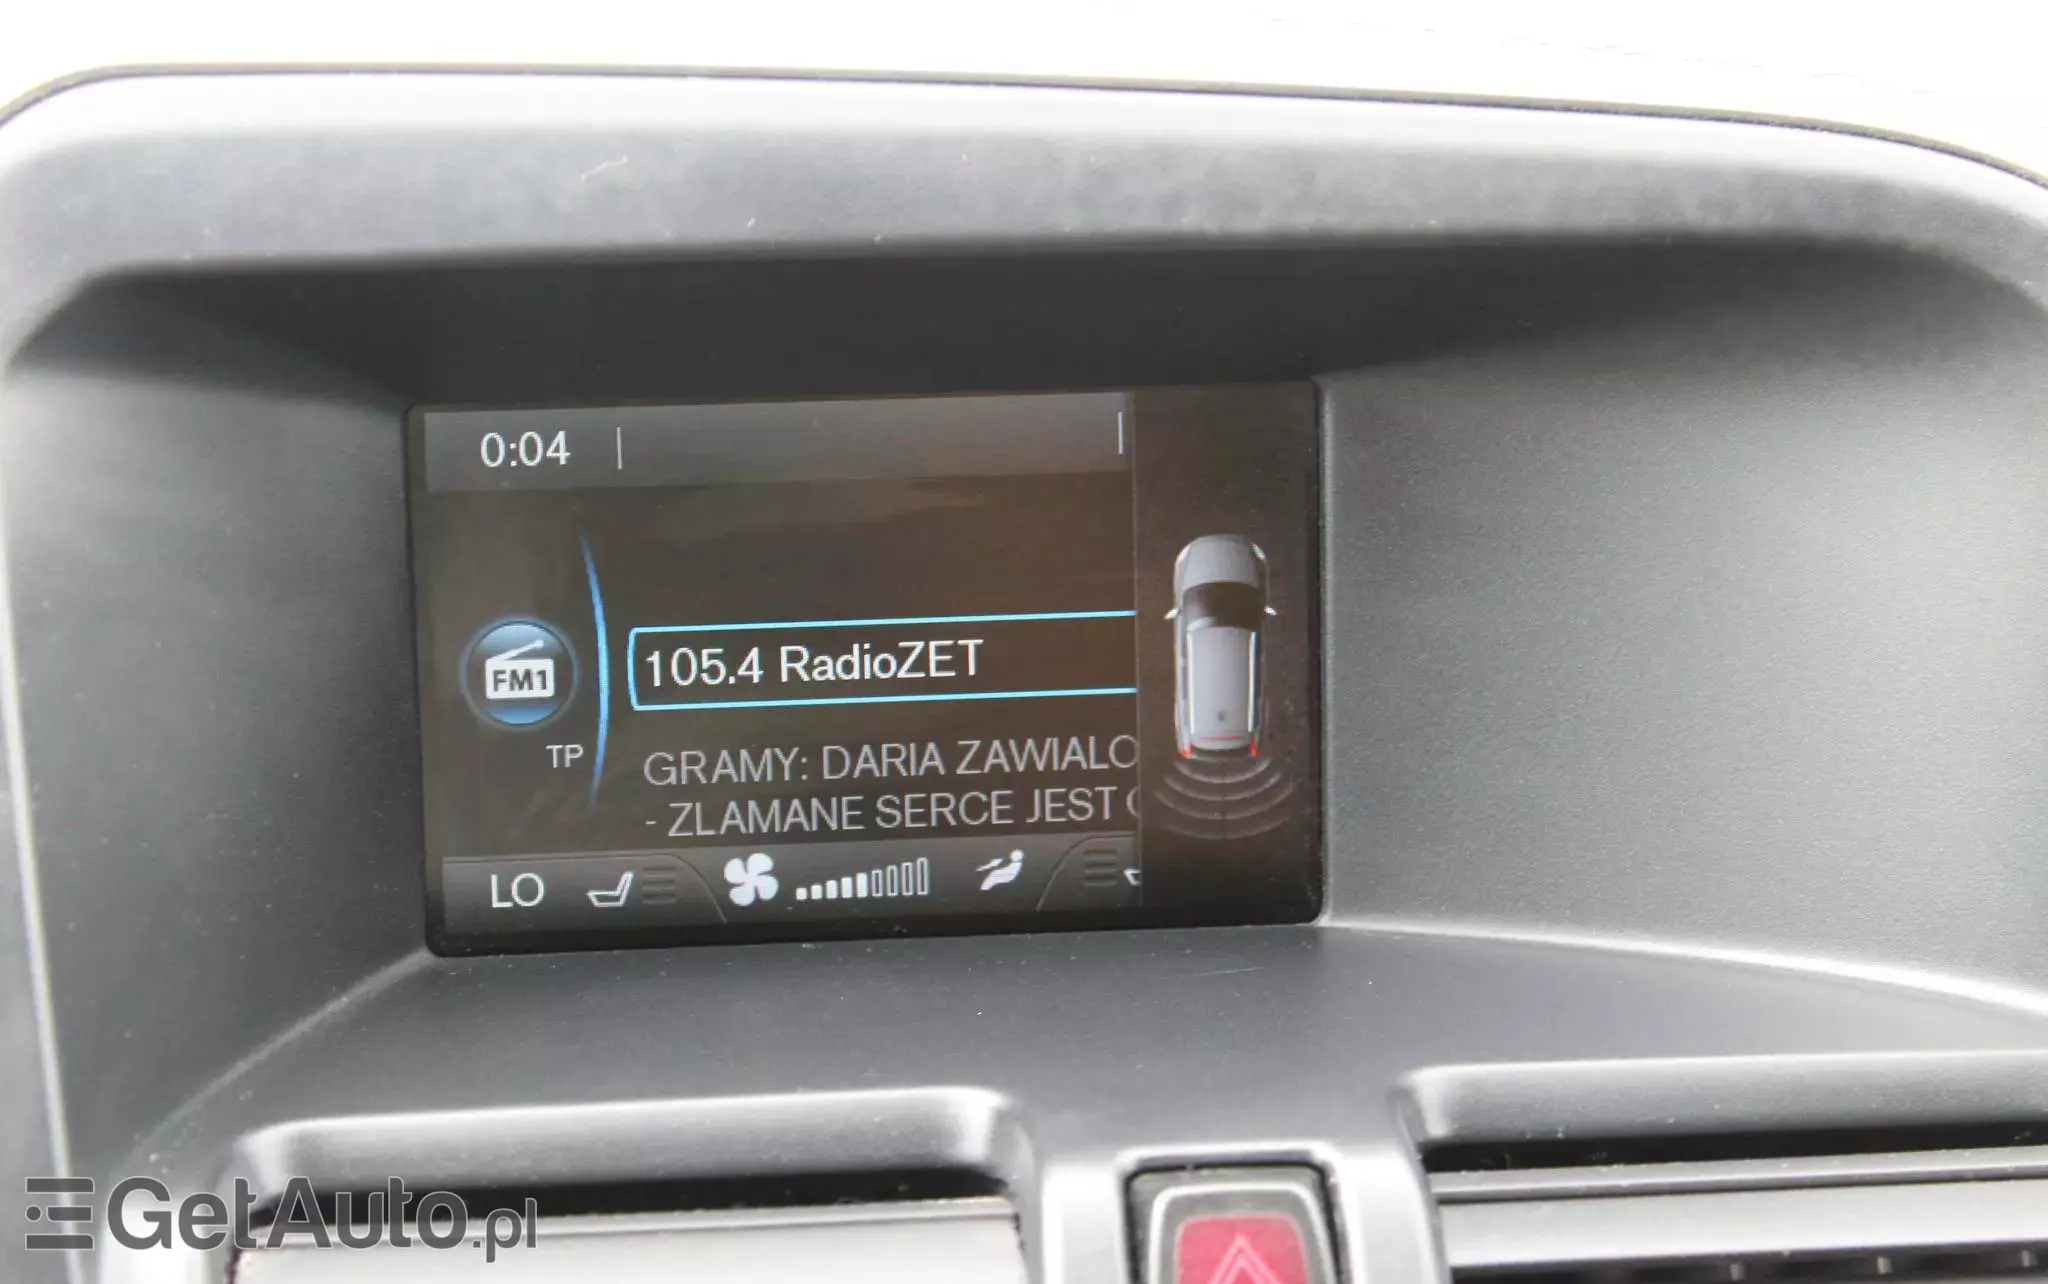 0:04
FM1
105.4 RadioZET
TP
GRAMY: DARIA ZAWIALO
- ZLAMANE SERCE JEST
LO
GetAuto.pl